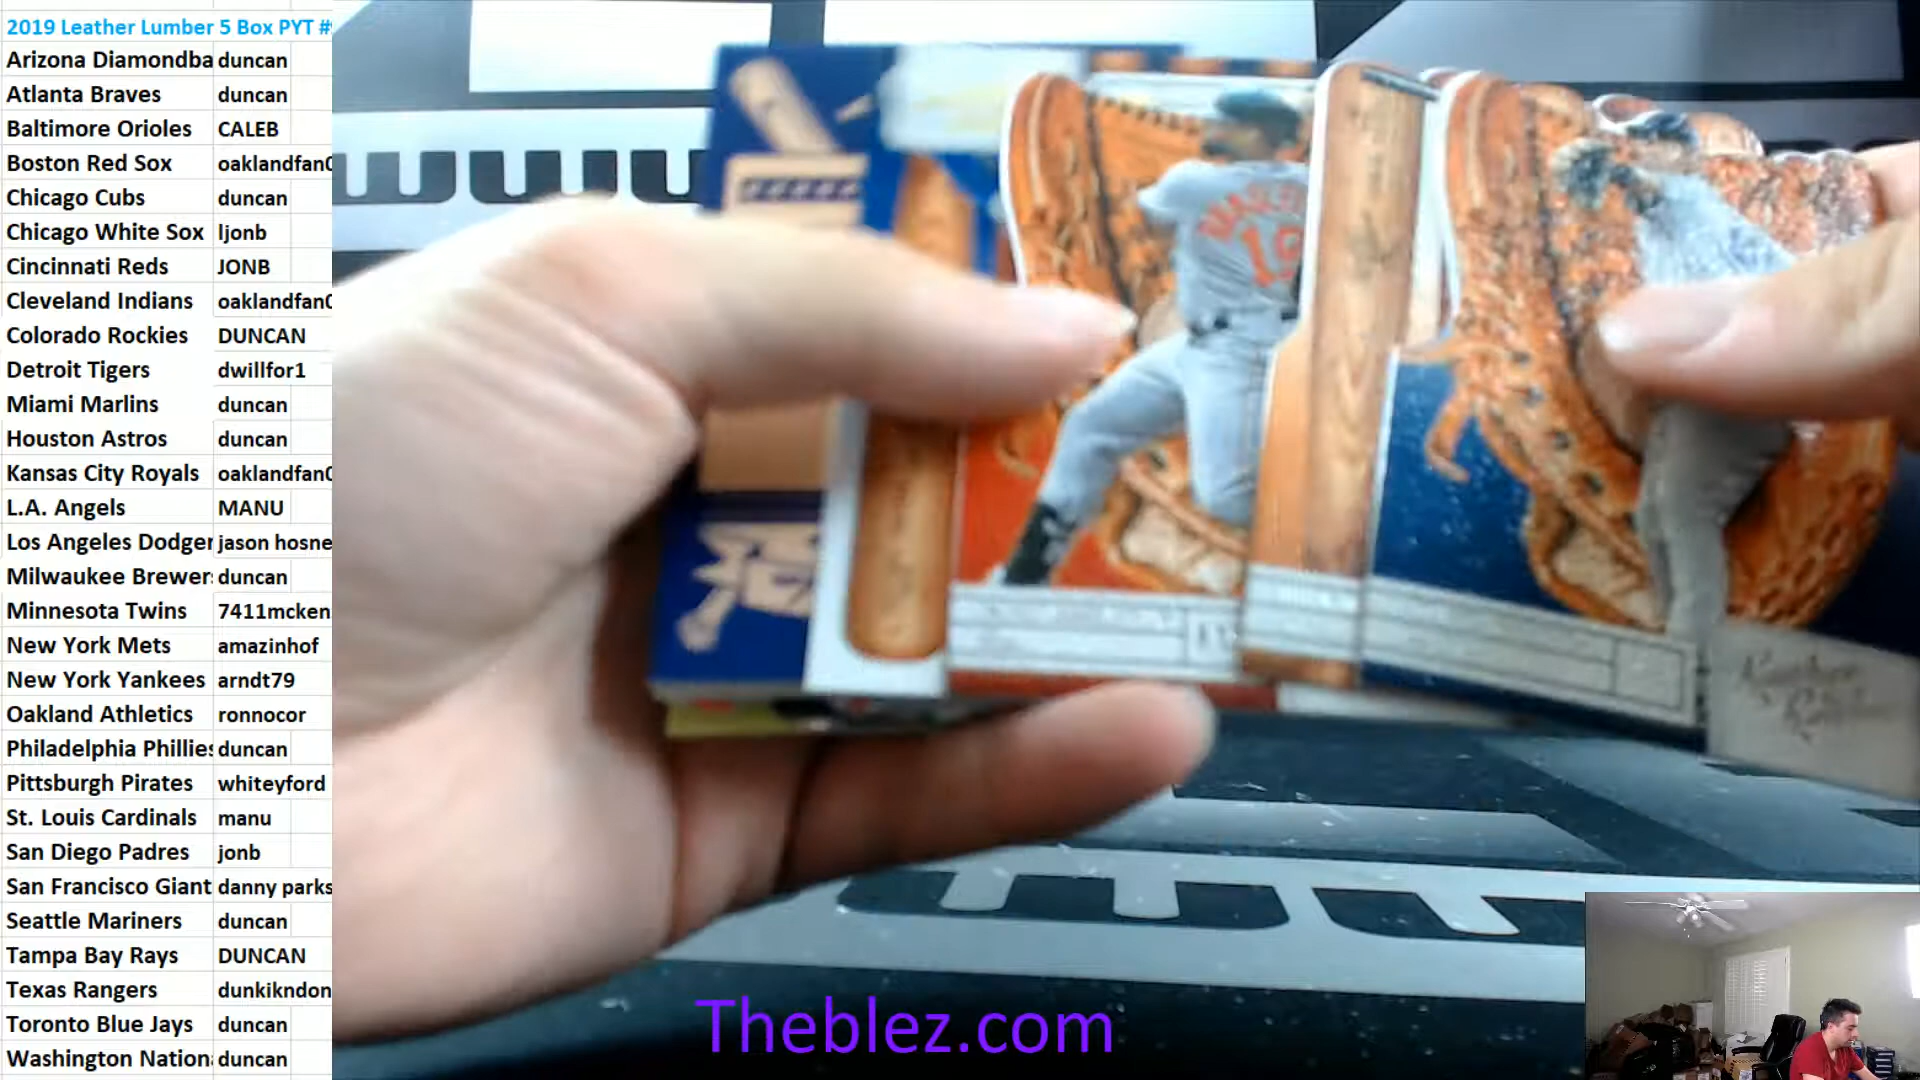 2019 Leather Lumber 5 Box PYT #
Arizona Diamondba duncan
Atlanta Braves duncan
Baltimore Orioles CALEB
Boston Red Sox oaklandfan0
Chicago Cubs duncan
Chicago White Sox ljonb
Cincinnati Reds JONB
Cleveland Indians oaklandfan0
Colorado Rockies DUNCAN
Detroit Tigers dwillfor1
Miami Marlins duncan
Houston Astros duncan
Kansas City Royals oaklandfan0
L.A. Angels MANU
Los Angeles Dodger jason hosne
Milwaukee Brewer duncan
Minnesota Twins 7411mcken
New York Mets amazinhof
New York Yankees arndt79
Oakland Athletics ronnocor
Philadelphia Phillies duncan
Pittsburgh Pirates whiteyford
St. Louis Cardinals manu
San Diego Padres jonb
San Francisco Giant danny parks
Seattle Mariners duncan
Tampa Bay Rays DUNCAN
Texas Rangers dunkikndon
Toronto Blue Jays duncan
Washington Nation duncan
19
Theblez.com